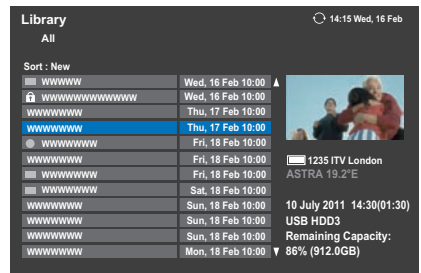 Library
14:15 Wed, 16 Feb
All
Sort : New
wwwww Wed, 16 Feb 10:00
wwwwwwwwwwwww Wed, 16 Feb 10:00
wwwwwwww Thu, 17 Feb 10:00
wwwwwwww Thu, 17 Feb 10:00
wwwwwwww Fri, 18 Feb 10:00
wwwwwwww Fri, 18 Feb 10:00
wwwwwwww Fri, 18 Feb 10:00
wwwwwwww Sat, 18 Feb 10:00
wwwwwwww Sun, 18 Feb 10:00
wwwwwwww Sun, 18 Feb 10:00
wwwwwwww Sun, 18 Feb 10:00
wwwwwwww Mon, 18 Feb 10:00
1235 ITV London
ASTRA 19.2°E
10 July 2011 14:30(01:30)
USB HDD3
Remaining Capacity:
86% (912.0GB)